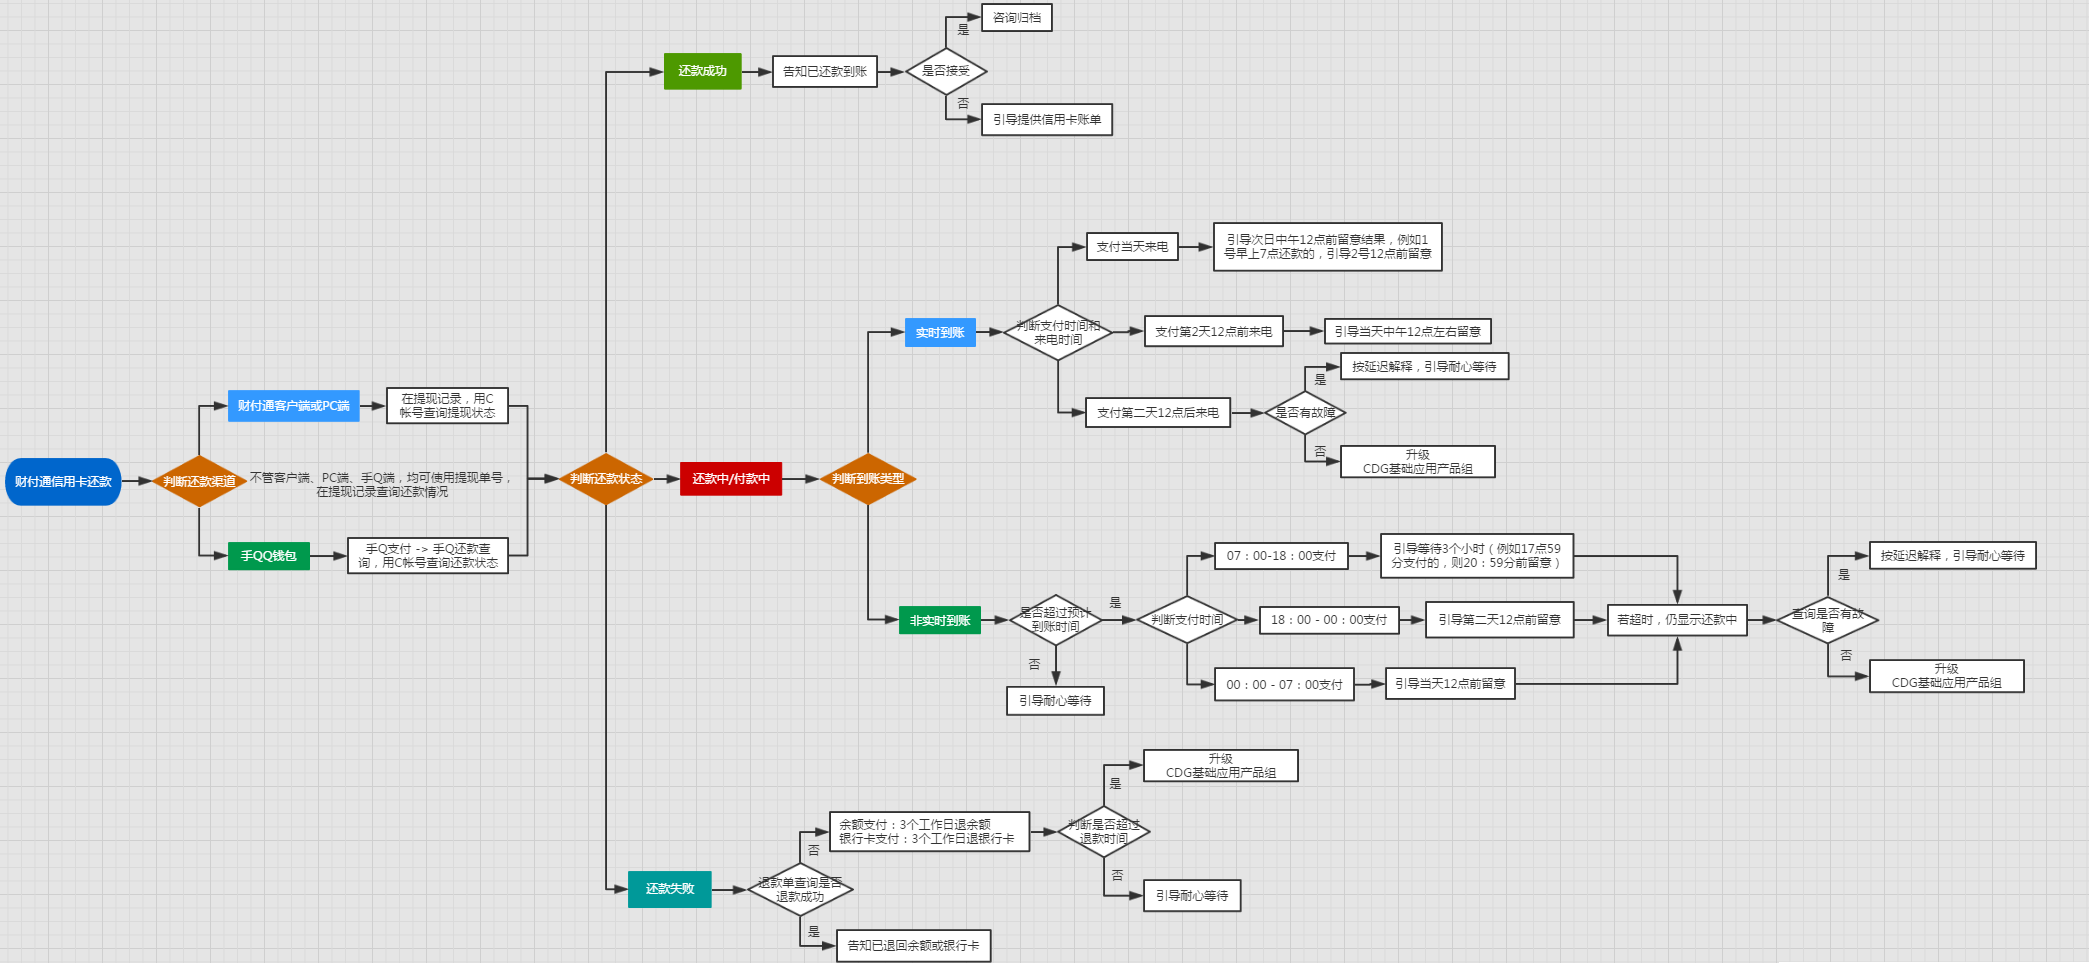 咨询归档
是
还款成功
告知已还款到账
是否接受
否
引导提供信用卡账单
支付当天来电
引导次日中午12点前留意结果，例如1
号早上7点还款的，引导2号12点前留意
实时到账
判断支付时间和
来电时间
支付第2天12点前来电
引导当天中午12点左右留意
按延迟解释，引导耐心等待
是
支付第二天12点后来电
是否有故障
否
升级
CDG基础应用产品组
财付通客户端或PC端
在提现记录，用C
帐号查询提现状态
财付通信用卡还款
判断还款渠道
不管客户端、PC端、手Q端，均可使用提现单号，
在提现记录查询还款情况
判断还款状态
还款中/付款中
判断到账类型
手QQ钱包
手Q支付 -> 手Q还款查
询，用C帐号查询还款状态
07：00-18：00支付
引导等待3个小时（例如17点59
分支付的，则20：59分前留意）
按延迟解释，引导耐心等待
是
非实时到账
是否超过预计
到账时间
是
判断支付时间
18：00 - 00：00支付
引导第二天12点前留意
若超时，仍显示还款中
查询是否有故
障
否
引导耐心等待
00：00 - 07：00支付
引导当天12点前留意
否
升级
CDG基础应用产品组
升级
CDG基础应用产品组
是
余额支付：3个工作日退余额
银行卡支付：3个工作日退银行卡
判断是否超过
退款时间
否
还款失败
退款单查询是否
退款成功
否
引导耐心等待
是
告知已退回余额或银行卡